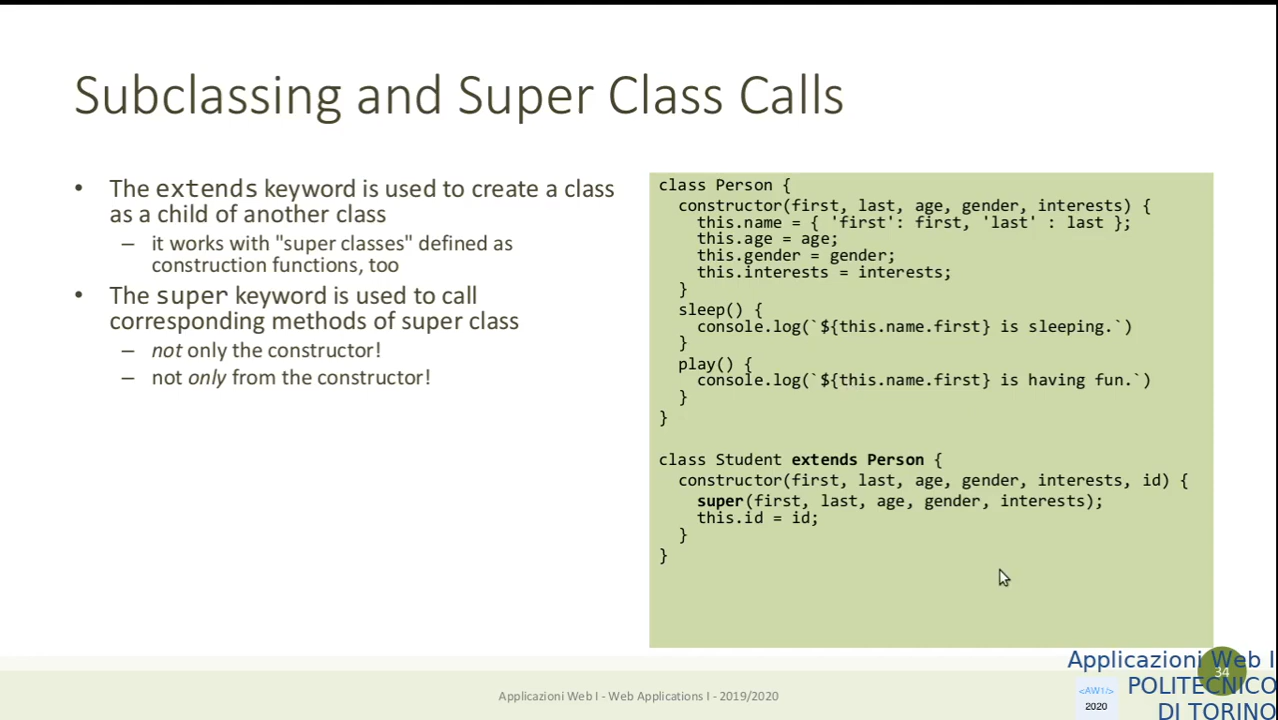 Subclassing and Super Class Calls
• The extends keyword is used to create a class
as a child of another class
– it works with "super classes" defined as
construction functions, too
• The super keyword is used to call
corresponding methods of super class
– not only the constructor!
– not only from the constructor!
class Person {
constructor(first, last, age, gender, interests) {
this.name = { 'first': first, 'last' : last };
this.age = age;
this.gender = gender;
this.interests = interests;
}
sleep() {
console.log(`${this.name.first} is sleeping.`)
}
play() {
console.log(`${this.name.first} is having fun.`)
}
}
class Student extends Person {
constructor(first, last, age, gender, interests, id) {
super(first, last, age, gender, interests);
this.id = id;
}
}
Applicazioni Web I - Web Applications I - 2019/2020
34
Applicazioni Web I
POLITECNICO
DI TORINO
<AW1/>
2020